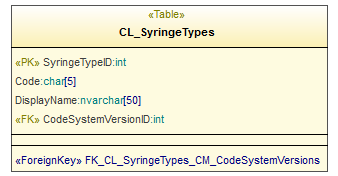 «Table»
CL_SyringeTypes
«PK» SyringeTypeID:int
Code:char[5]
DisplayName:nvarchar[50]
«FK» CodeSystemVersionID:int
«ForeignKey» FK_CL_SyringeTypes_CM_CodeSystemVersions